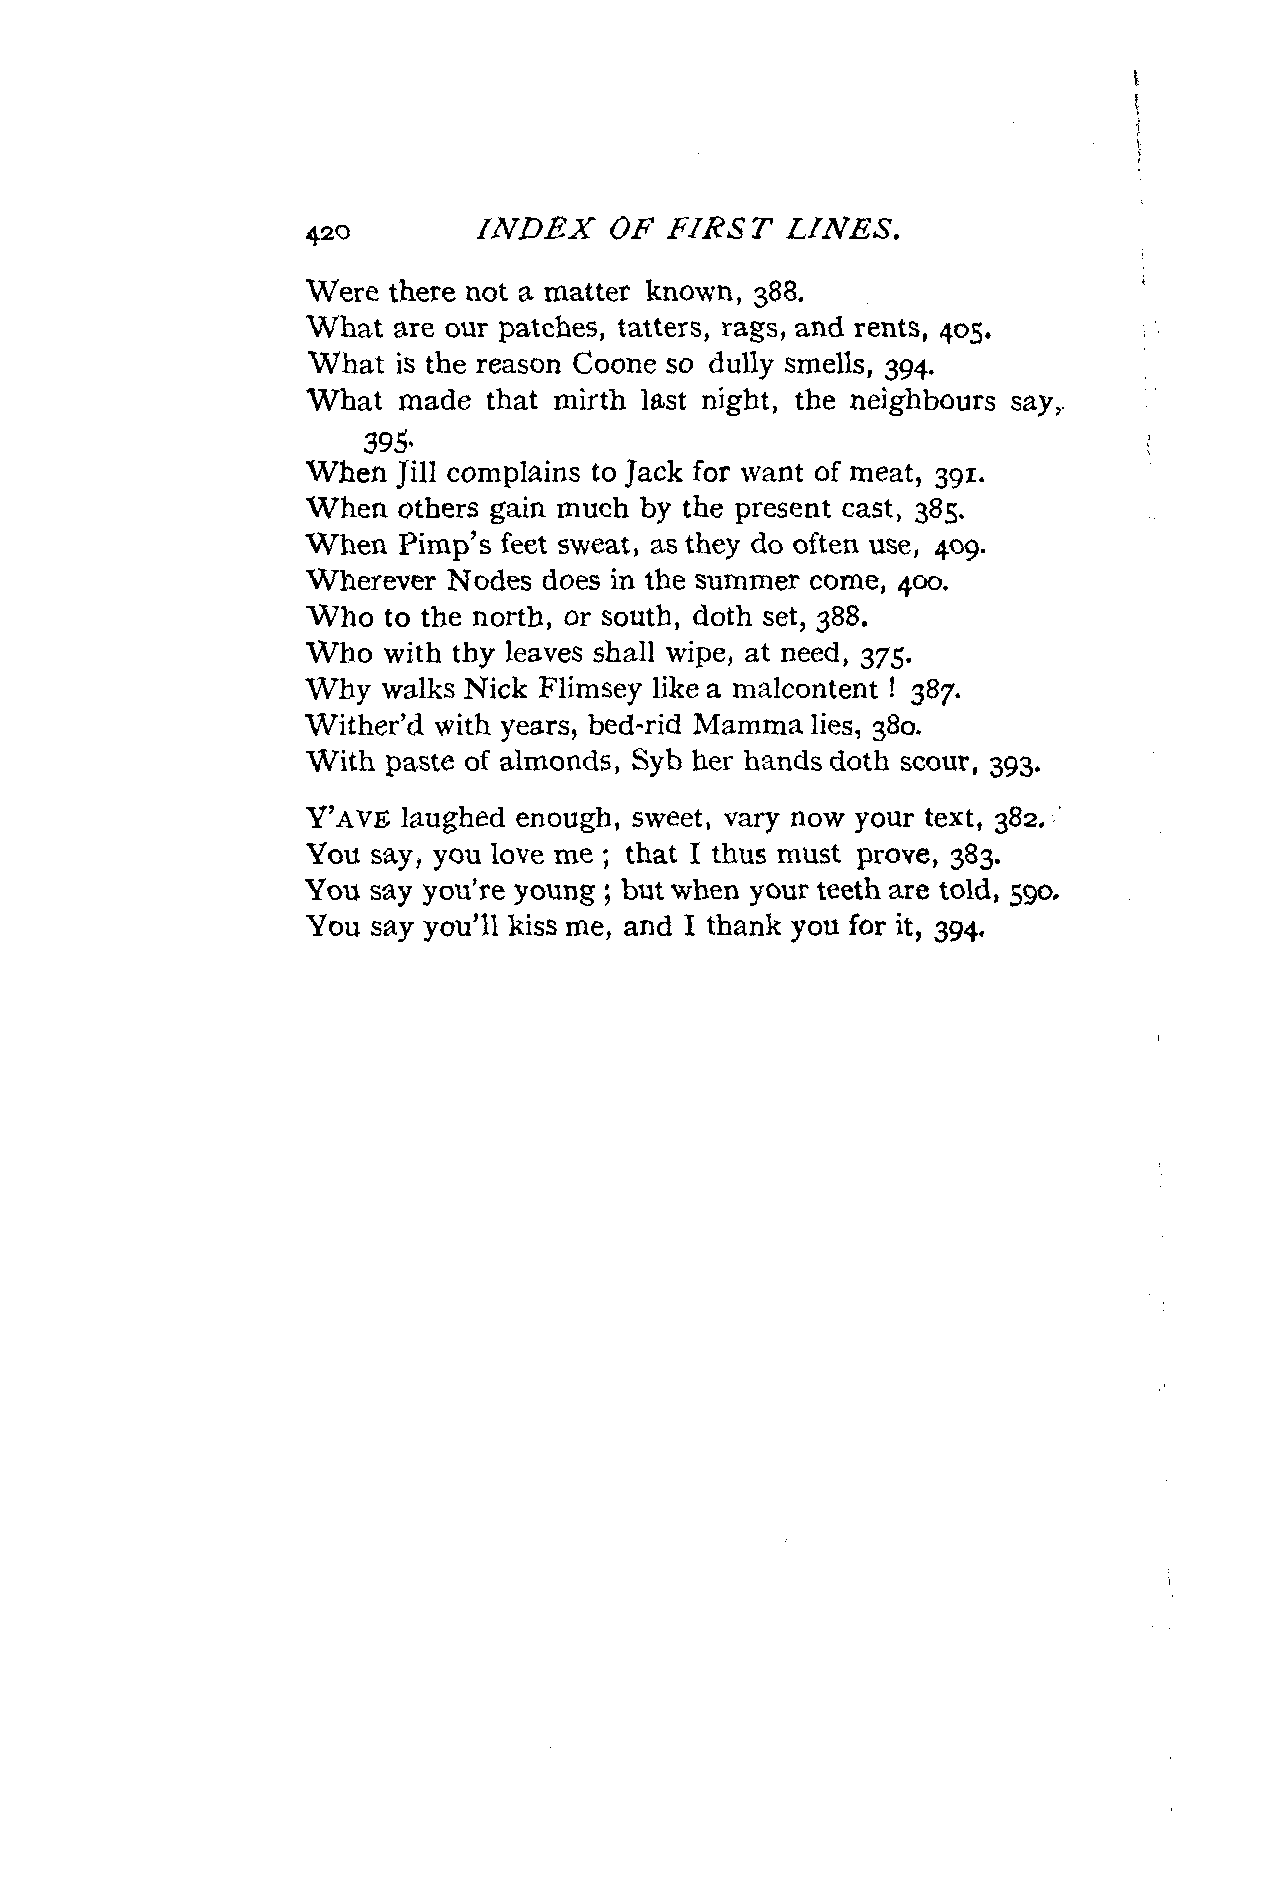 420 INDEX OF FIRST LINES.
Were there not a matter known, 388.
What are our patches, tatters, rags, and rents, 405.
What is the reason Coone so dully smells, 394.
What made that mirth last night, the neighbours say,
395.
When Jill complains to Jack for want of meat, 391.
When others gain much by the present cast, 385.
When Pimp's feet sweat, as they do often use, 409.
Wherever Nodes does in the summer come, 400.
Who to the north, or south, doth set, 388.
Who with thy leaves shall wipe, at need, 375.
Why walks Nick Flimsey like a malcontent ! 387.
Wither'd with years, bed-rid Mamma lies, 380.
With paste of almonds, Syb her hands doth scour, 393.
Y'AVE laughed enough, sweet, vary now your text, 382.
You say, you love me ; that I thus must prove, 383.
You say you're young ; but when your teeth are told, 590.
You say you'll kiss me, and I thank you for it, 394.